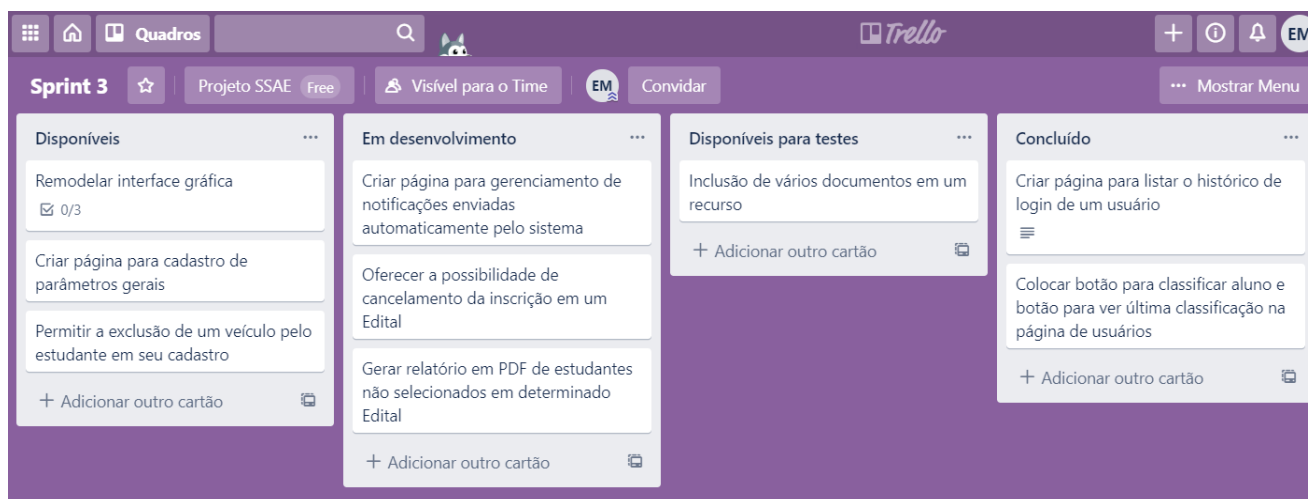 Quadros
Trello
EM
Sprint 3
Projeto SSAE Free
Visível para o Time
EM
Convidar
Mostrar Menu
Disponíveis
Remodelar interface gráfica
0/3
Criar página para cadastro de
parâmetros gerais
Permitir a exclusão de um veículo pelo
estudante em seu cadastro
+ Adicionar outro cartão
Em desenvolvimento
Criar página para gerenciamento de
notificações enviadas
automaticamente pelo sistema
Oferecer a possibilidade de
cancelamento da inscrição em um
Edital
Gerar relatório em PDF de estudantes
não selecionados em determinado
Edital
+ Adicionar outro cartão
Disponíveis para testes
Inclusão de vários documentos em um
recurso
+ Adicionar outro cartão
Concluído
Criar página para listar o histórico de
login de um usuário
Colocar botão para classificar aluno e
botão para ver última classificação na
página de usuários
+ Adicionar outro cartão